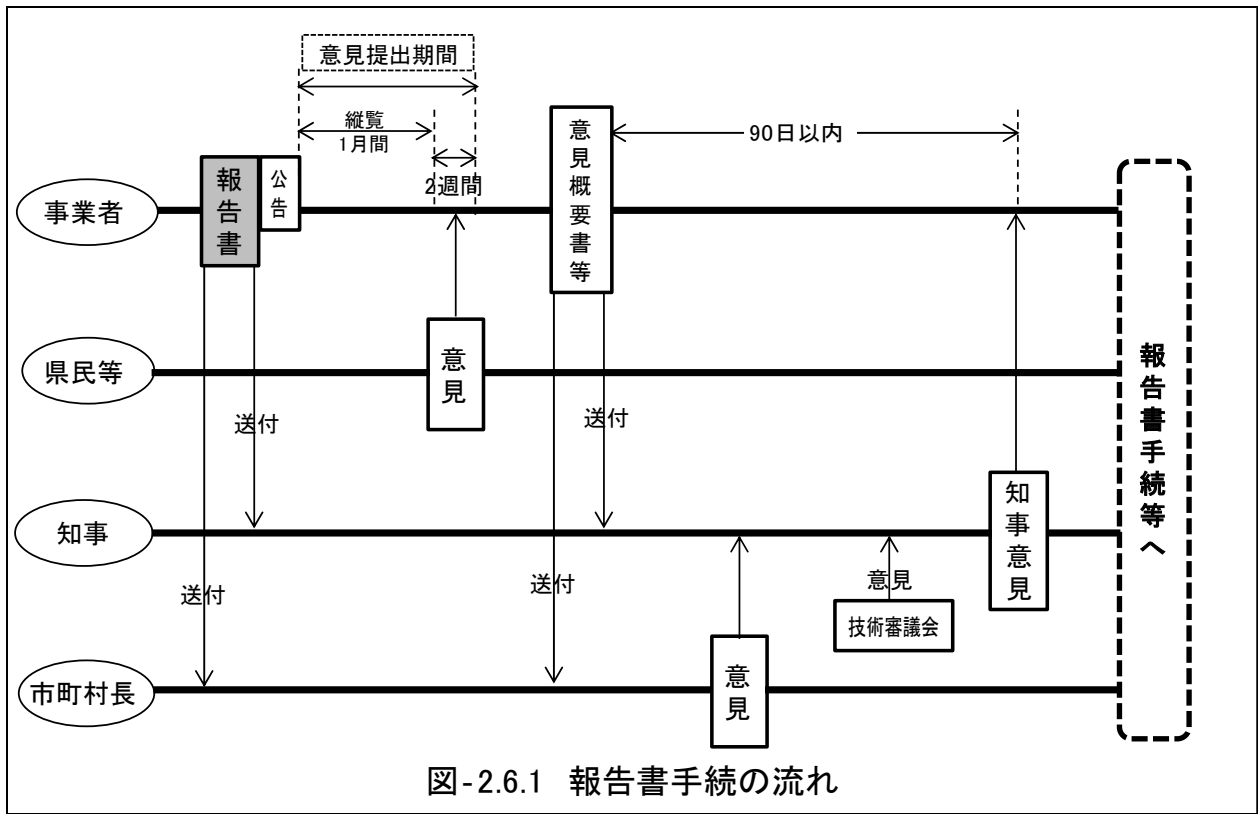 意見提出期間
縦覧
1月間
2週間
90日以内
事業者
報告書
公告
意見概要書等
県民等
意見
送付
送付
知事
知事意見
送付
送付
意見
技術審議会
市町村長
意見
報告書手続等へ
図-2.6.1 報告書手続の流れ